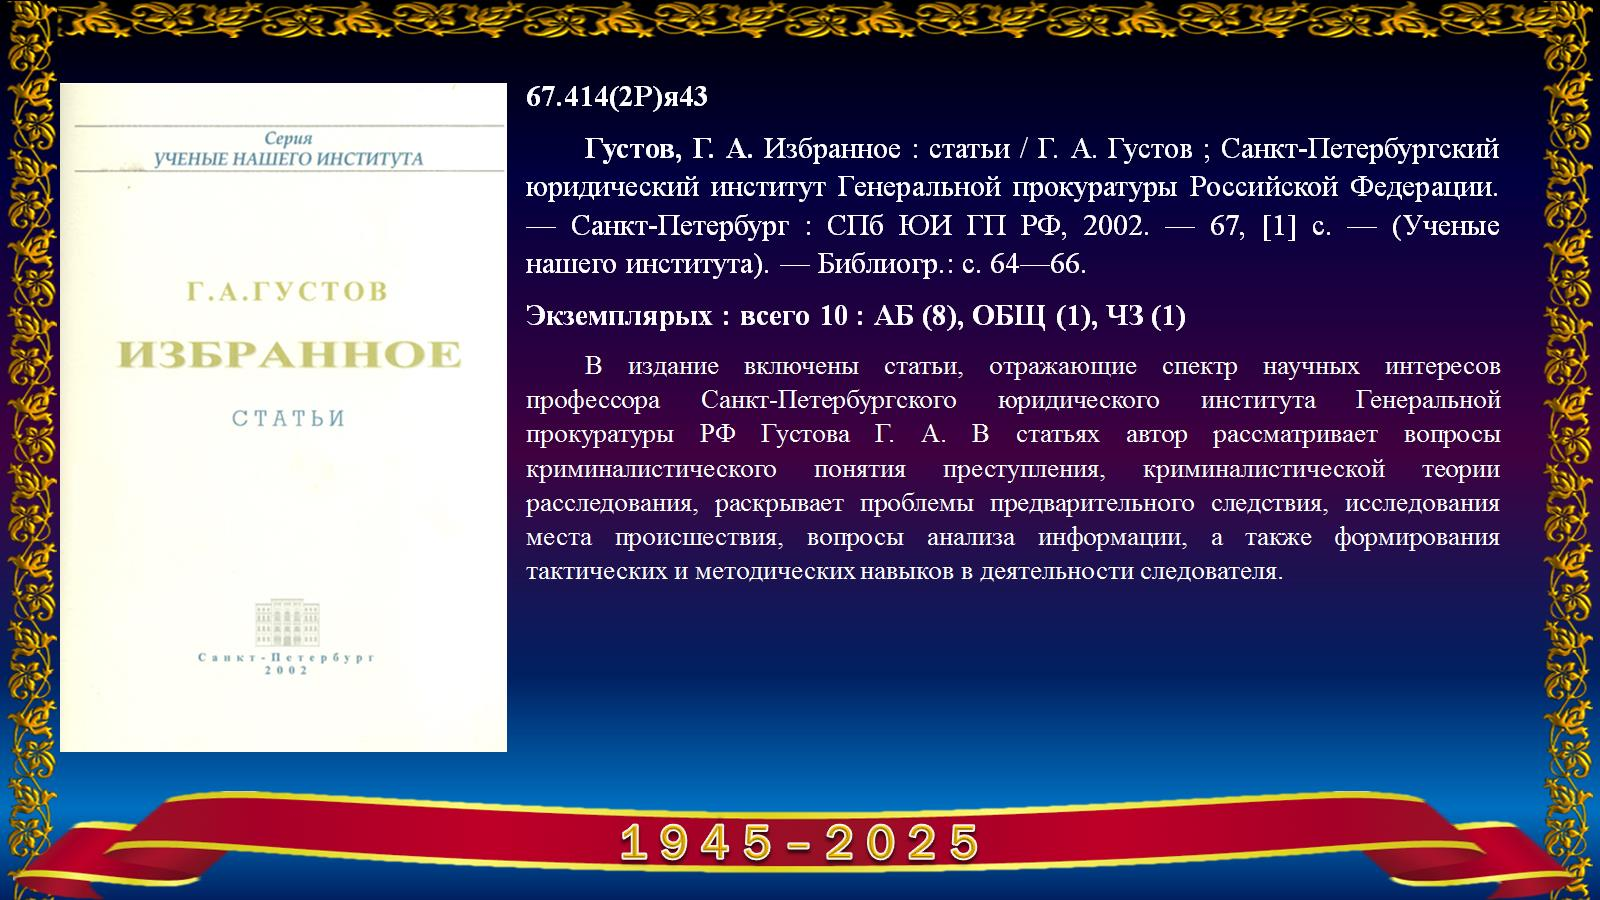 Серия
УЧЕНЫЕ НАШЕГО ИНСТИТУТА
Г.А.ГУСТОВ
ИЗБРАННОЕ
СТАТЬИ
Санкт-Петербург
2002
67.414(2Р)я43
Густов, Г. А. Избранное : статьи / Г. А. Густов ; Санкт-Петербургский
юридический институт Генеральной прокуратуры Российской Федерации.
— Санкт-Петербург : СПб ЮИ ГП РФ, 2002. — 67, [1] с. — (Ученые
нашего института). — Библиогр.: с. 64—66.
Экземплярых : всего 10 : АБ (8), ОБЩ (1), ЧЗ (1)
В издание включены статьи, отражающие спектр научных интересов
профессора Санкт-Петербургского юридического института Генеральной
прокуратуры РФ Густова Г. А. В статьях автор рассматривает вопросы
криминалистического понятия преступления, криминалистической теории
расследования, раскрывает проблемы предварительного следствия, исследования
места происшествия, вопросы анализа информации, а также формирования
тактических и методических навыков в деятельности следователя.
1945–2025